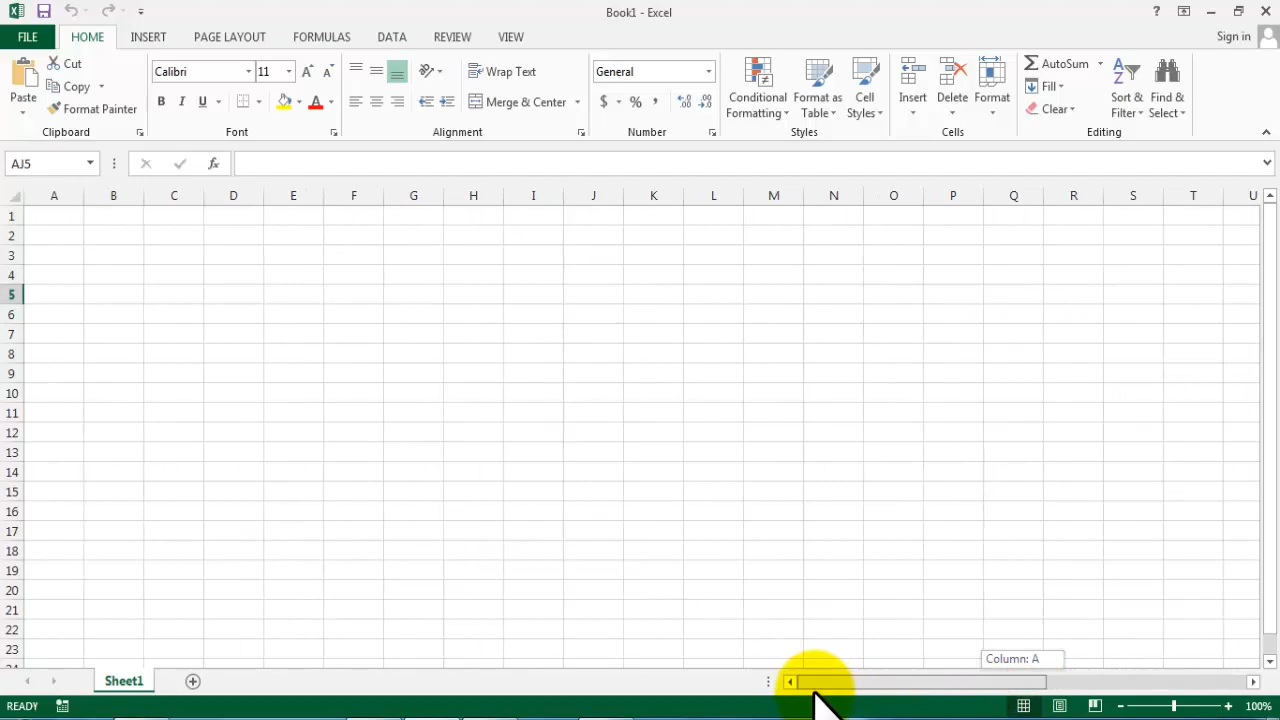 Book1 - Excel
FILE HOME INSERT PAGE LAYOUT FORMULAS DATA REVIEW VIEW Sign in
Paste
Cut
Copy
Format Painter
Clipboard
Calibri 11
B I U A
Font
Wrap Text
Merge & Center
Alignment
General
$ % ,
Number
Conditional Formatting
Format as Table
Cell Styles
Styles
Insert
Delete
Format
Cells
AutoSum
Fill
Clear
Sort & Filter
Find & Select
Editing
AJ5 fx
A B C D E F G H I J K L M N O P Q R S T U
1
2
3
4
5
6
7
8
9
10
11
12
13
14
15
16
17
18
19
20
21
22
23
Column: A
Sheet1
READY 100%